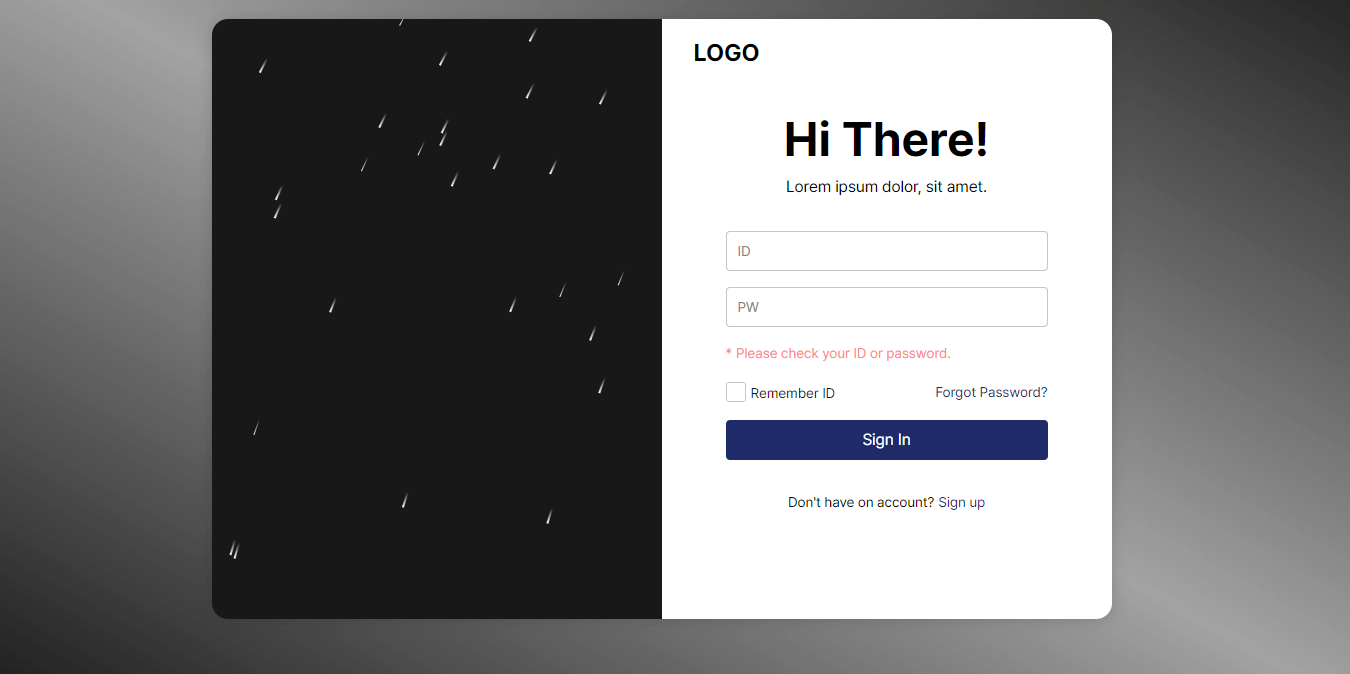 LOGO
Hi There!
Lorem ipsum dolor, sit amet.
ID
PW
* Please check your ID or password.
Remember ID
Forgot Password?
Sign In
Don't have on account? Sign up